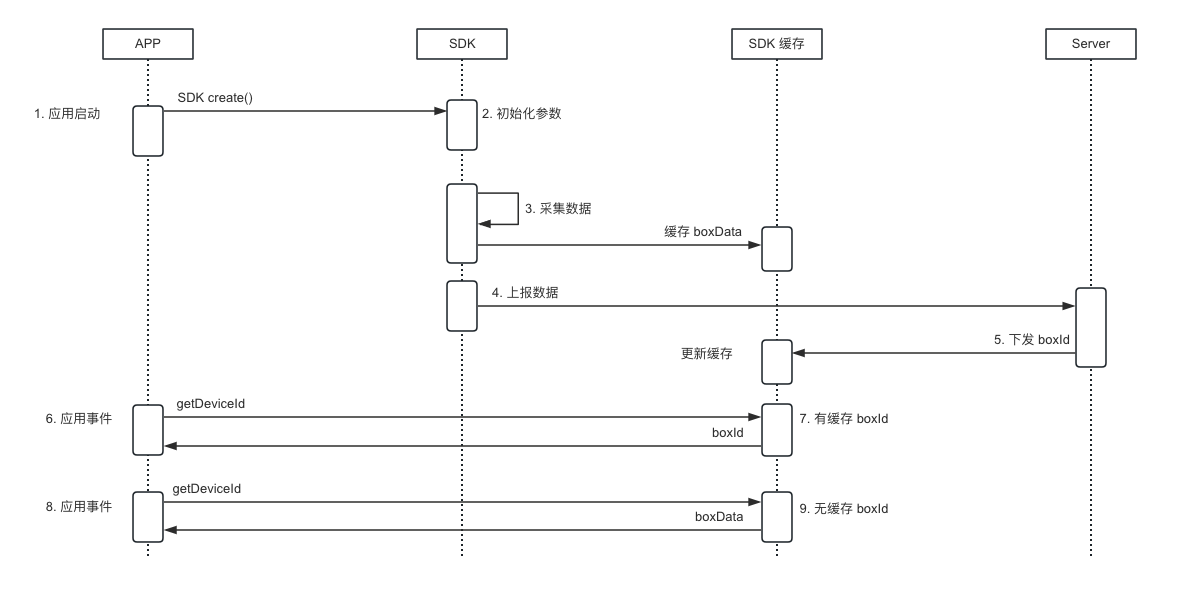 APP
SDK
SDK 缓存
Server
SDK create()
1. 应用启动
2. 初始化参数
3. 采集数据
缓存 boxData
4. 上报数据
5. 下发 boxId
更新缓存
getDeviceId
6. 应用事件
7. 有缓存 boxId
boxId
getDeviceId
8. 应用事件
9. 无缓存 boxId
boxData